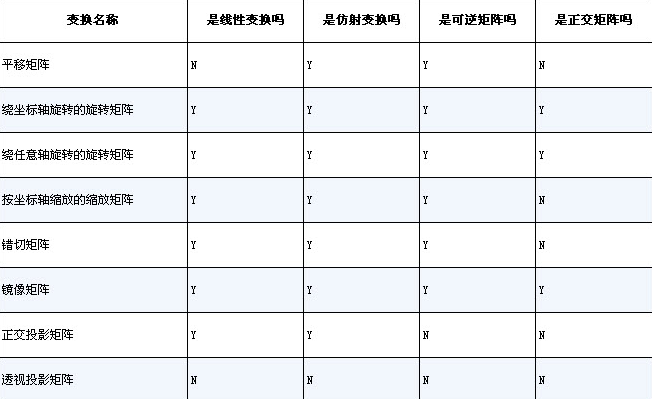 变换名称 是线性变换吗 是仿射变换吗 是可逆矩阵吗 是正交矩阵吗
平移矩阵 N Y Y N
绕坐标轴旋转的旋转矩阵 Y Y Y Y
绕任意轴旋转的旋转矩阵 Y Y Y Y
按坐标轴缩放的缩放矩阵 Y Y Y N
错切矩阵 Y Y Y N
镜像矩阵 Y Y Y Y
正交投影矩阵 Y Y N N
透视投影矩阵 N N N N